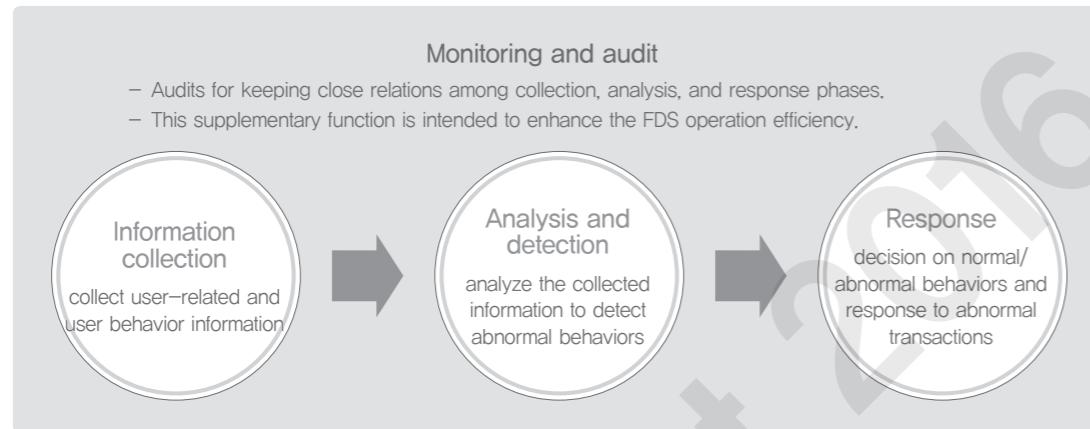 Monitoring and audit
– Audits for keeping close relations among collection, analysis, and response phases.
– This supplementary function is intended to enhance the FDS operation efficiency.
Information
collection
collect user-related and
user behavior information
Analysis and
detection
analyze the collected
information to detect
abnormal behaviors
Response
decision on normal/
abnormal behaviors and
response to abnormal
transactions
2016